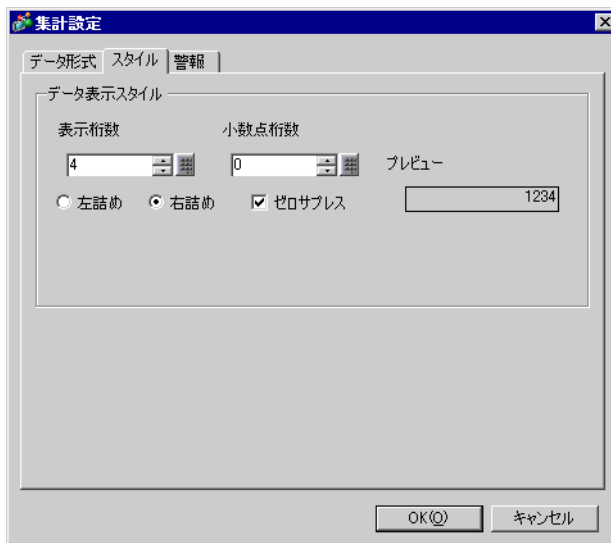 集計設定
データ形式 スタイル 警報
データ表示スタイル
表示桁数 小数点桁数
4 0 プレビュー
左詰め 右詰め ゼロサプレス 1234
OK(O) キャンセル